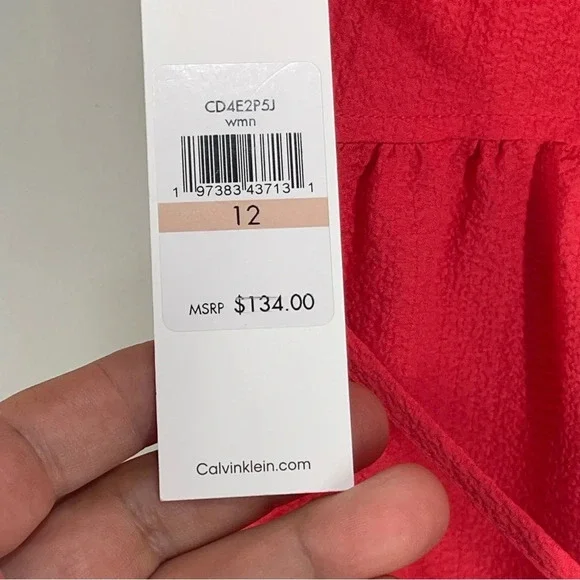 CD4E2P5J
wmn
1 97383 43713 1
12
MSRP $134.00
Calvinklein.com